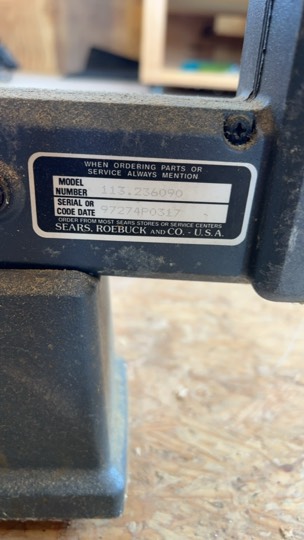 WHEN ORDERING PARTS OR
SERVICE ALWAYS MENTION
MODEL
NUMBER 113.236090
SERIAL OR
CODE DATE 97274P0317
ORDER FROM MOST SEARS STORES OR SERVICE CENTERS
SEARS, ROEBUCK AND CO. - U.S.A.